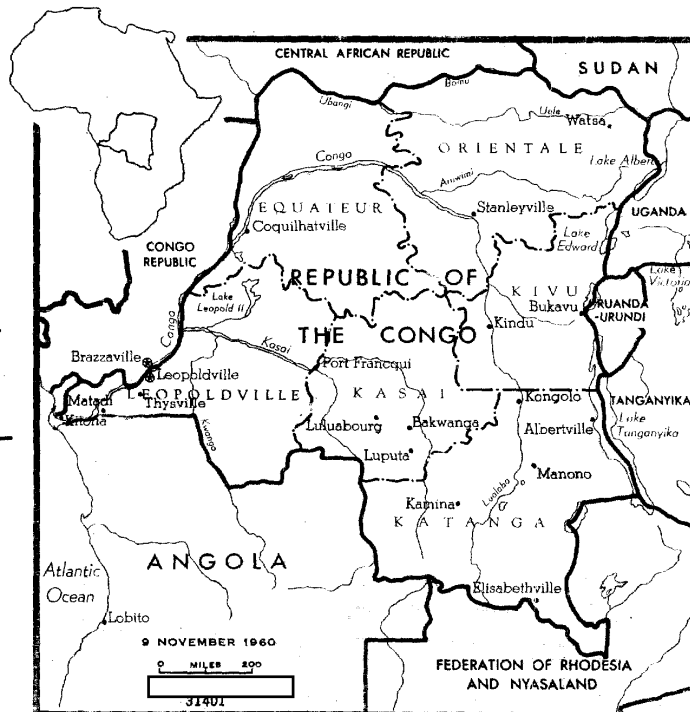 CENTRAL AFRICAN REPUBLIC
SUDAN
Ubangi
Bomu
Uele
Watsa
Congo
ORIENTALE
Lake Albert
Aruwimi
EQUATEUR
Stanleyville
UGANDA
Coquilhatville
Lake
Edward
CONGO
REPUBLIC
Lake
Victoria
REPUBLIC OF
KIVU
Lake
Leopold II
Bukavu
RUANDA
-URUNDI
Congo
THE CONGO
Kindu
Kasai
Brazzaville
Port Francqui
Leopoldville
LEOPOLDVILLE
KASAI
TANGANYIKA
Matadi
Thysville
Kongolo
Kitona
Luluabourg
Bakwanga
Albertville
Lake
Tanganyika
Kwango
Luputa
Manono
Lualaba
Kamina
KATANGA
ANGOLA
Atlantic
Ocean
Elisabethville
Lobito
9 NOVEMBER 1960
0 MILES 200
FEDERATION OF RHODESIA
AND NYASALAND
31401